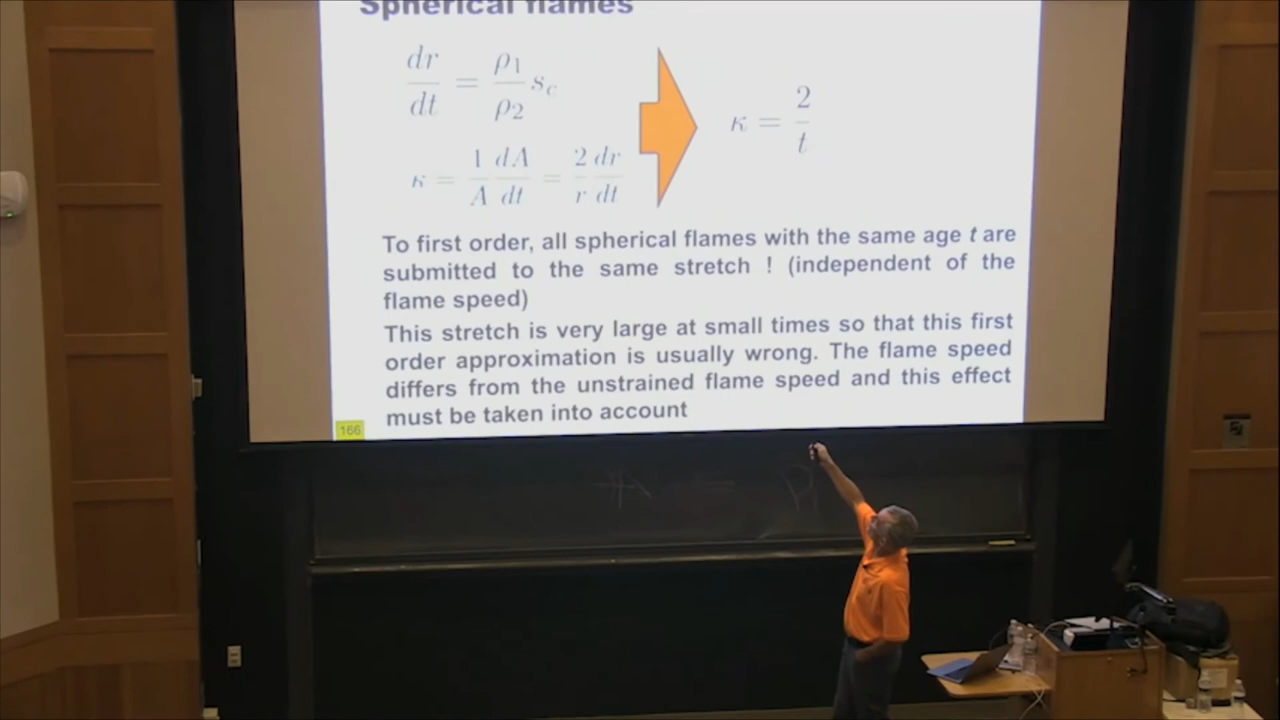 Spherical flames
dr/dt = ρ1/ρ2 sc
κ = 2/t
κ = 1/A dA/dt = 2/r dr/dt
To first order, all spherical flames with the same age t are
submitted to the same stretch ! (independent of the
flame speed)
This stretch is very large at small times so that this first
order approximation is usually wrong. The flame speed
differs from the unstrained flame speed and this effect
must be taken into account
166